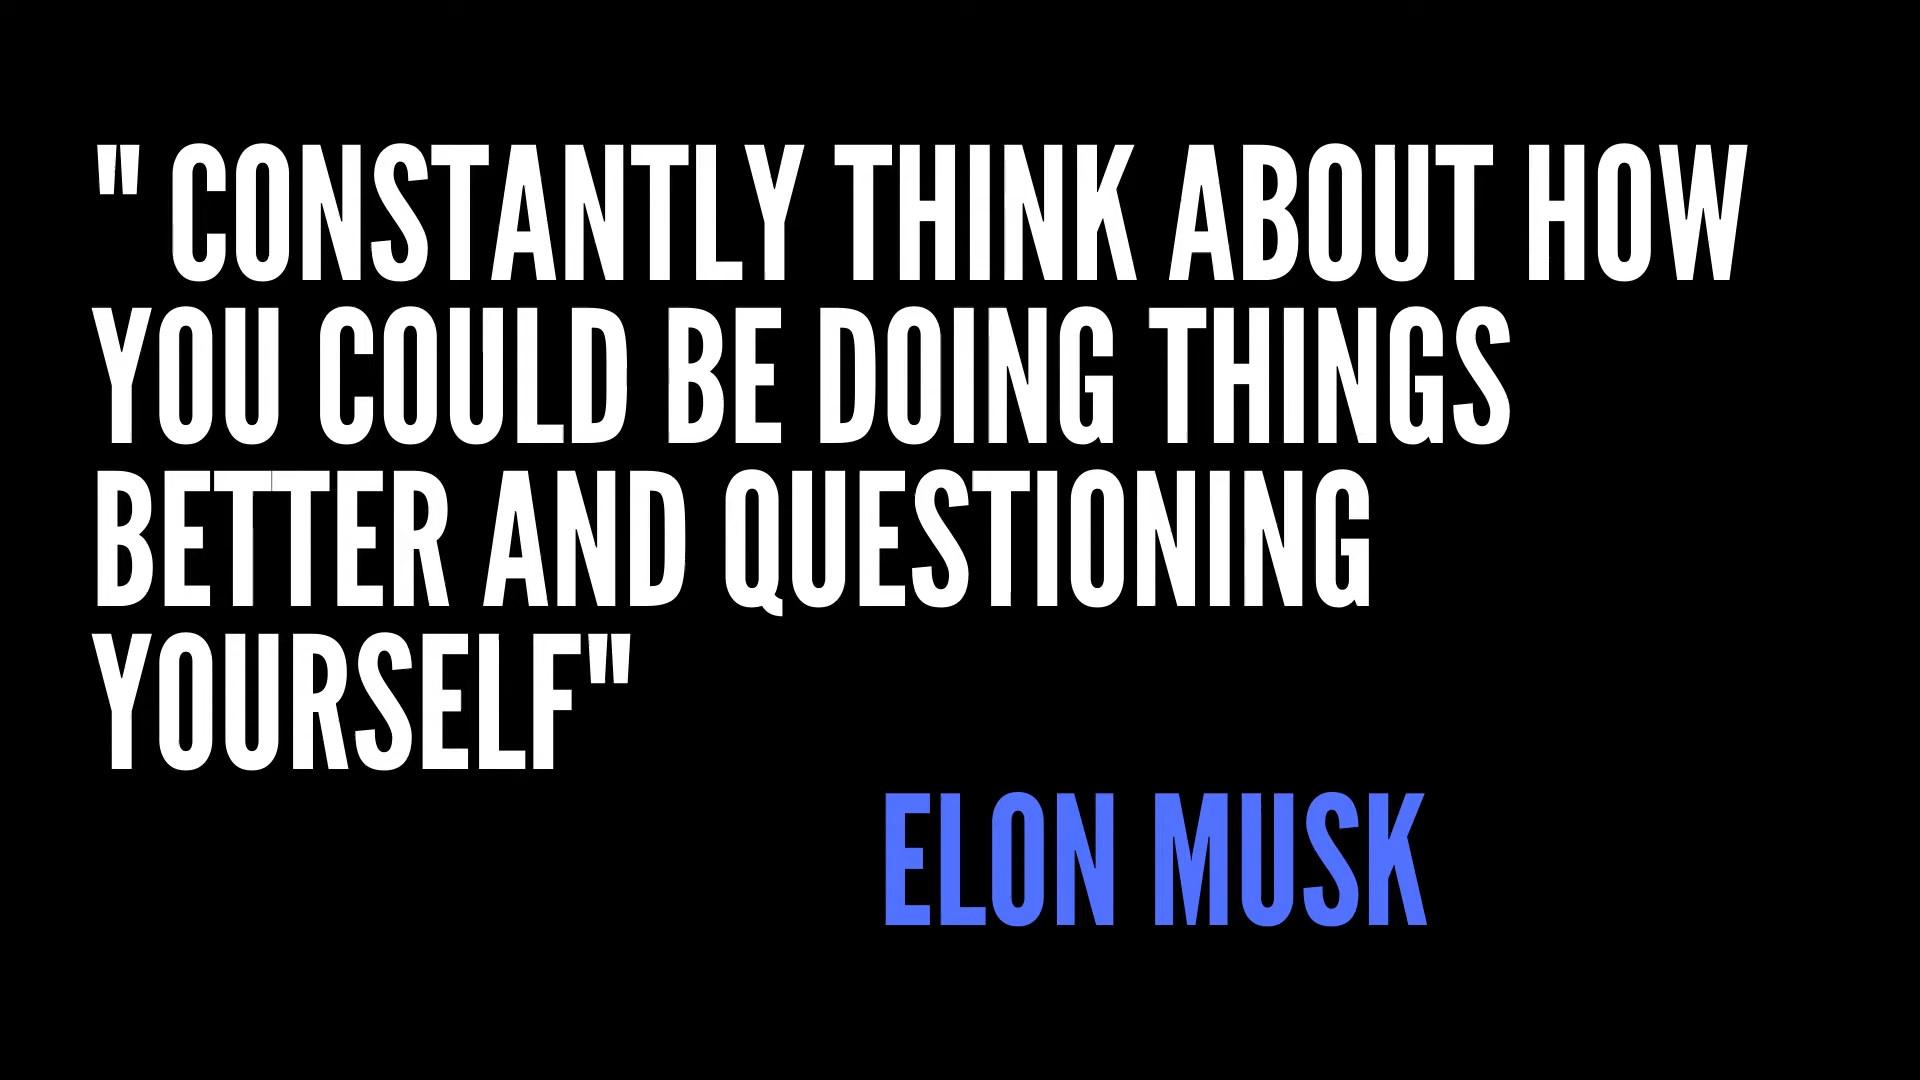 " CONSTANTLY THINK ABOUT HOW
YOU COULD BE DOING THINGS
BETTER AND QUESTIONING
YOURSELF"
ELON MUSK